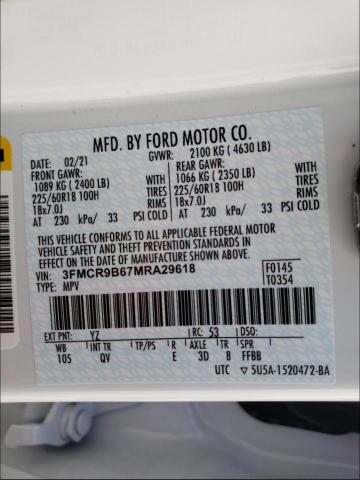 MFD. BY FORD MOTOR CO.
DATE: 02/21 GVWR: 2100 KG ( 4630 LB)
FRONT GAWR: REAR GAWR:
1089 KG ( 2400 LB) 1066 KG ( 2350 LB)
225/60R18 100H TIRES 225/60R18 100H TIRES
18x7.0J RIMS 18x7.0J RIMS
AT 230 kPa/ 33 PSI COLD AT 230 kPa/ 33 PSI COLD
THIS VEHICLE CONFORMS TO ALL APPLICABLE FEDERAL MOTOR
VEHICLE SAFETY AND THEFT PREVENTION STANDARDS IN
EFFECT ON THE DATE OF MANUFACTURE SHOWN ABOVE.
VIN: 3FMCR9B67MRA29618 F0145
TYPE: MPV T0354
EXT PNT: YZ RC: 53 DSO:
WB INT TR TP/PS R AXLE TR SPR
105 QV E 3D 8 FFBB
UTC 5U5A-1520472-BA